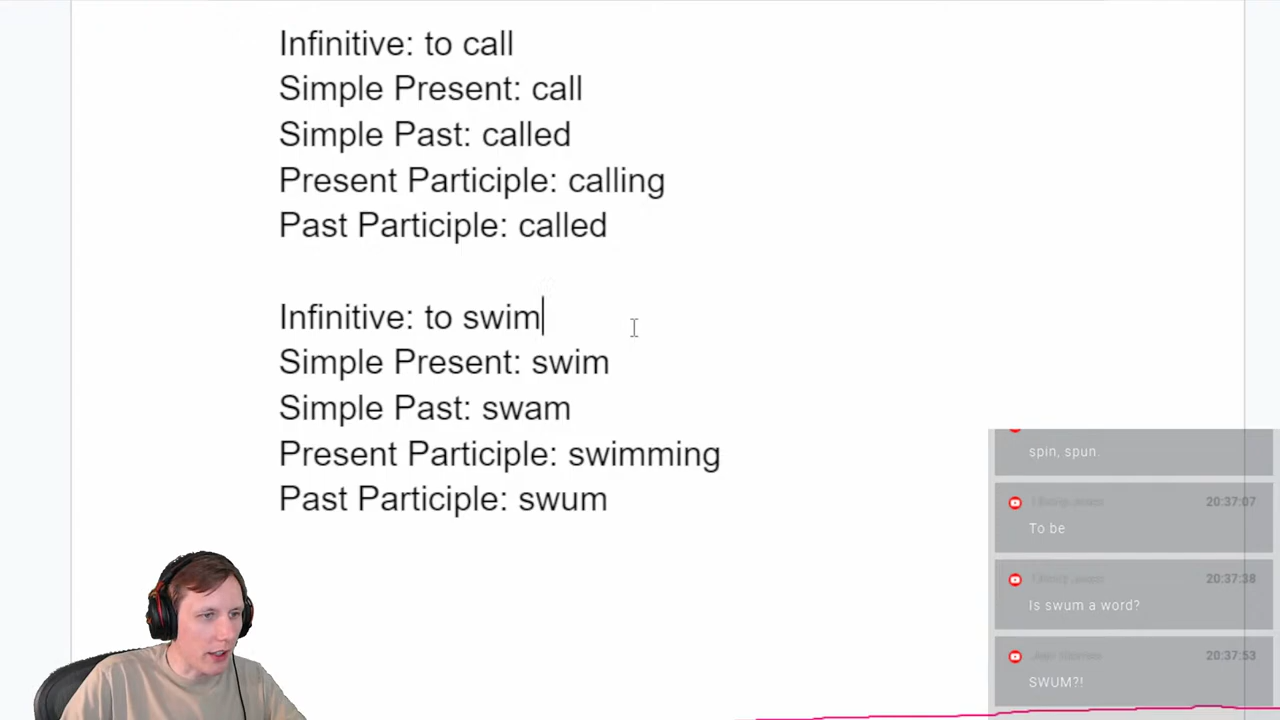 Infinitive: to call
Simple Present: call
Simple Past: called
Present Participle: calling
Past Participle: called
Infinitive: to swim
Simple Present: swim
Simple Past: swam
Present Participle: swimming
Past Participle: swum
spin, spun.
20:37:07
To be
20:37:38
Is swum a word?
20:37:53
SWUM?!